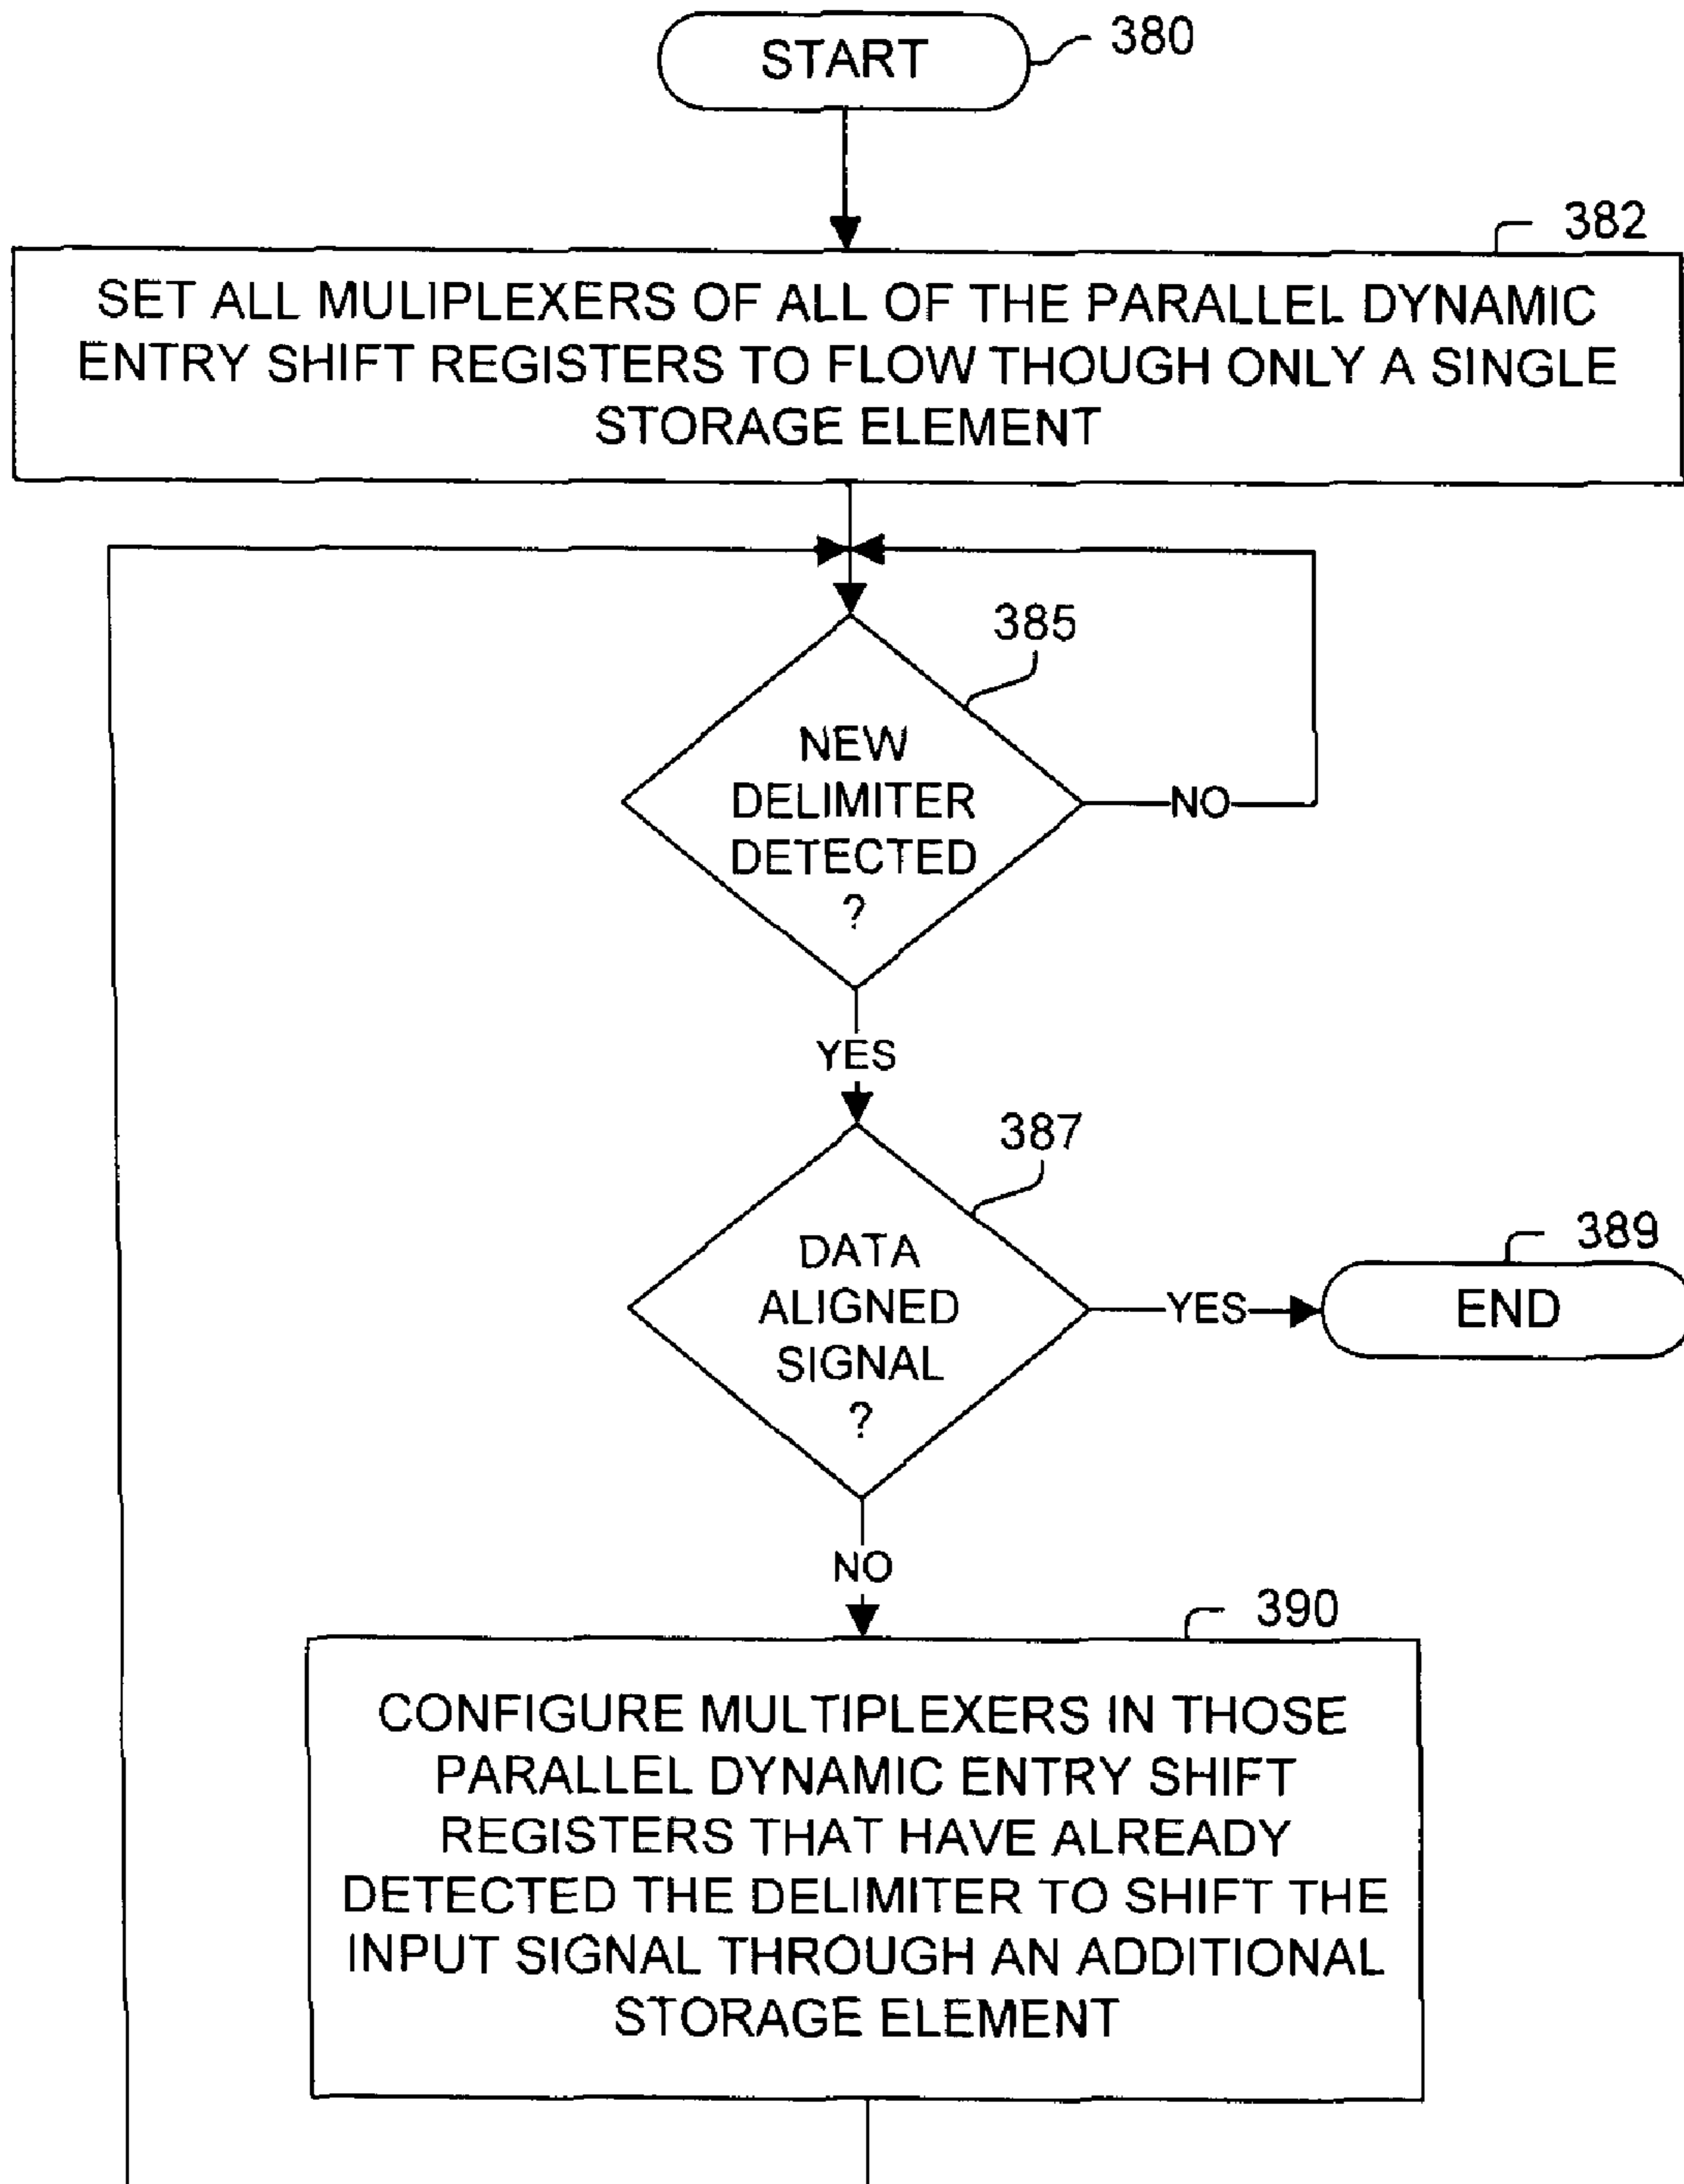 START
380
382
SET ALL MULIPLEXERS OF ALL OF THE PARALLEL DYNAMIC
ENTRY SHIFT REGISTERS TO FLOW THOUGH ONLY A SINGLE
STORAGE ELEMENT
385
NEW
DELIMITER
DETECTED
?
NO
YES
387
DATA
ALIGNED
SIGNAL
?
YES
389
END
NO
390
CONFIGURE MULTIPLEXERS IN THOSE
PARALLEL DYNAMIC ENTRY SHIFT
REGISTERS THAT HAVE ALREADY
DETECTED THE DELIMITER TO SHIFT THE
INPUT SIGNAL THROUGH AN ADDITIONAL
STORAGE ELEMENT